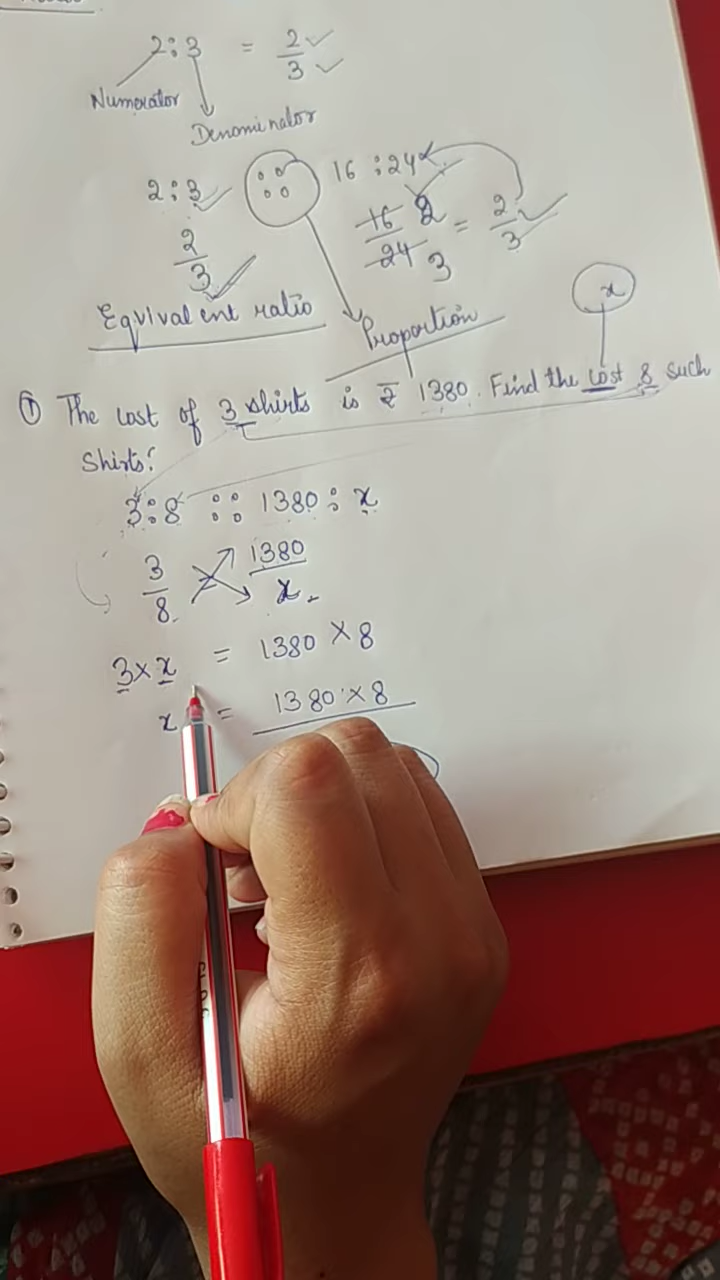 2:3 = 2/3
Numerator
Denominator
2:3 :: 16:24
2/3 16/24 2/3 = 2/3
Eqvivalent ratio
Proportion
x
① The cost of 3 shirts is ₹ 1380. Find the cost 8 such
shirts?
3:8 :: 1380 : x
3/8 1380/x
3 × x = 1380 × 8
x = 1380 × 8